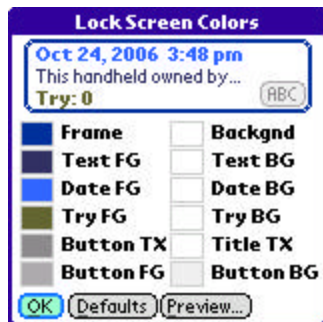 Lock Screen Colors
Oct 24, 2006 3:48 pm
This handheld owned by...
Try: 0
ABC
Frame Backgnd
Text FG Text BG
Date FG Date BG
Try FG Try BG
Button TX Title TX
Button FG Button BG
OK Defaults Preview...